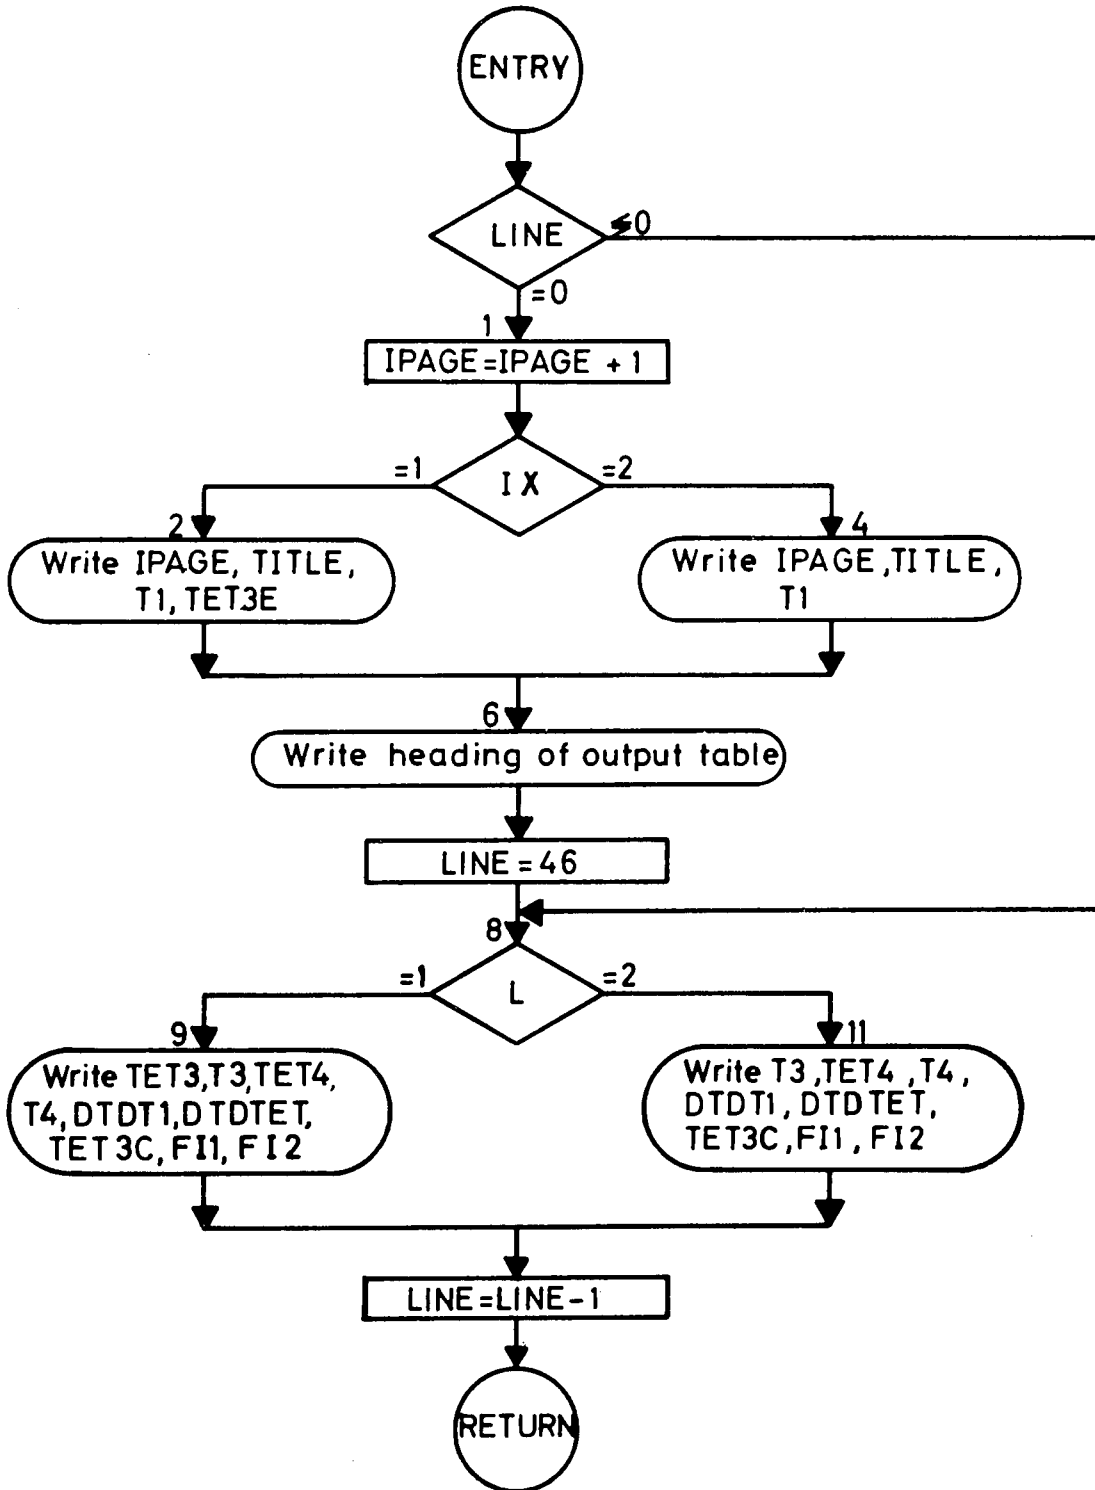 ENTRY
LINE
≶0
=0
1
IPAGE=IPAGE + 1
IX
=1
=2
2
4
Write IPAGE, TITLE,
T1, TET3E
Write IPAGE, TITLE,
T1
6
Write heading of output table
LINE = 46
8
L
=1
=2
9
11
Write TET3, T3, TET4,
T4, DTDT1, DTDTET,
TET3C, FI1, FI2
Write T3, TET4, T4,
DTDT1, DTDTET,
TET3C, FI1, FI2
LINE=LINE-1
RETURN